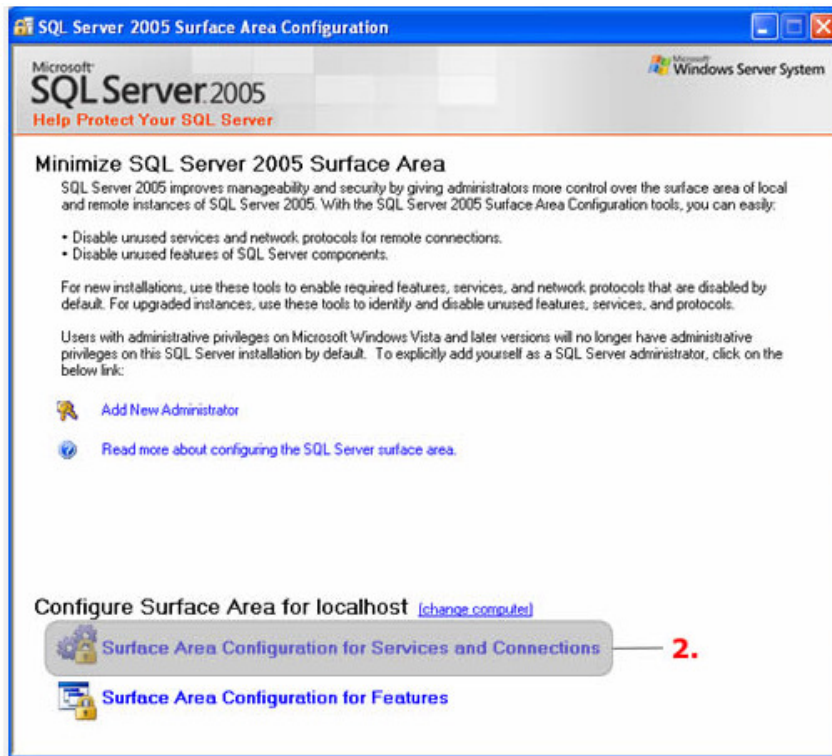 SQL Server 2005 Surface Area Configuration
Microsoft
SQL Server 2005
Help Protect Your SQL Server
Microsoft
Windows Server System
Minimize SQL Server 2005 Surface Area
SQL Server 2005 improves manageability and security by giving administrators more control over the surface area of local
and remote instances of SQL Server 2005. With the SQL Server 2005 Surface Area Configuration tools, you can easily:
• Disable unused services and network protocols for remote connections.
• Disable unused features of SQL Server components.
For new installations, use these tools to enable required features, services, and network protocols that are disabled by
default. For upgraded instances, use these tools to identify and disable unused features, services, and protocols.
Users with administrative privileges on Microsoft Windows Vista and later versions will no longer have administrative
privileges on this SQL Server installation by default. To explicitly add yourself as a SQL Server administrator, click on the
below link:
Add New Administrator
Read more about configuring the SQL Server surface area.
Configure Surface Area for localhost (change computer)
Surface Area Configuration for Services and Connections 2.
Surface Area Configuration for Features